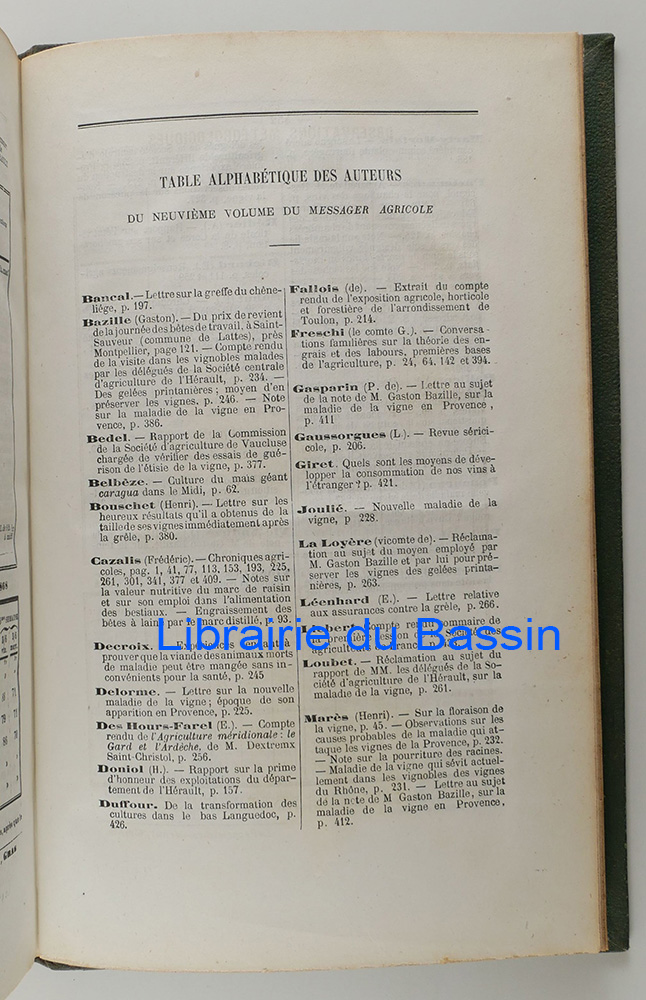 TABLE ALPHABÉTIQUE DES AUTEURS
DU NEUVIÈME VOLUME DU MESSAGER AGRICOLE
Bancal.— Lettre sur la greffe du chêne-
liége, p. 197.
Bazille (Gaston). — Du prix de revient
de la journée des bêtes de travail, à Saint-
Sauveur (commune de Lattes), près
Montpellier, page 121. — Compte rendu
de la visite dans les vignobles malades
par les délégués de la Société centrale
d'agriculture de l'Hérault, p. 234. —
Des gelées printanières ; moyen d'en
préserver les vignes, p. 246. — Note
sur la maladie de la vigne en Pro-
vence, p. 386.
Bedel. — Rapport de la Commission
de la Société d'agriculture de Vaucluse
chargée de vérifier des essais de gué-
rison de l'étisie de la vigne, p. 377.
Belbèze. — Culture du maïs géant
caragua dans le Midi, p. 62.
Bouschet (Henri). — Lettre sur les
heureux résultats qu'il a obtenus de la
taille de ses vignes immédiatement après
la grêle, p. 380.
Cazalis (Frédéric). — Chroniques agri-
coles, pag. 1, 41, 77, 113, 153, 193, 225,
261, 301, 341, 377 et 409. — Notes sur
la valeur nutritive du marc de raisin
et sur son emploi dans l'alimentation
des bestiaux. — Engraissement des
bêtes à laine par le marc distillé, p. 93.
Decroix. — Expériences tendant à
prouver que la viande des animaux morts
de maladie peut être mangée sans in-
convénients pour la santé, p. 245
Delorme. — Lettre sur la nouvelle
maladie de la vigne ; époque de son
apparition en Provence, p. 225.
Des Hours-Farel (E.). — Compte
rendu de l'Agriculture méridionale : le
Gard et l'Ardèche, de M. Destremx
Saint-Christol, p. 256.
Doniol (H.). — Rapport sur la prime
d'honneur des exploitations du dépar-
tement de l'Hérault, p. 157.
Duffour. De la transformation des
cultures dans le bas Languedoc, p.
426.
Fallois (de). — Extrait du compte
rendu de l'exposition agricole, horticole
et forestière de l'arrondissement de
Toulon, p. 214.
Freschi (le comte G.). — Conversa-
tions familières sur la théorie des en-
grais et des labours, premières bases
de l'agriculture, p. 24, 64, 142 et 394.
Gasparin (P. de). — Lettre au sujet
de la note de M. Gaston Bazille, sur la
maladie de la vigne en Provence,
p. 411
Gaussorgues (L.). — Revue sérici-
cole, p. 206.
Giret. Quels sont les moyens de déve-
lopper la consommation de nos vins à
l'étranger ? p. 421.
Joulié. — Nouvelle maladie de la
vigne, p 228.
La Loyère (vicomte de). — Réclama-
tion au sujet du moyen employé par
M. Gaston Bazille et par lui pour pré-
server les vignes des gelées printa-
nières, p. 263.
Léenhard (E.). — Lettre relative
aux assurances contre la grêle, p. 266.
compte rendu sommaire de
première session Société des
agriculteurs
Loubet. — Réclamation au sujet du
rapport de MM. les délégués de la So-
ciété d'agriculture de l'Hérault, sur la
maladie de la vigne, p. 261.
Marès (Henri). — Sur la floraison de
la vigne, p. 45. — Observations sur les
causes probables de la maladie qui at-
taque les vignes de la Provence, p. 232.
— Note sur la pourriture des racines.
— Maladie de la vigne qui sévit actuel-
lement dans les vignobles des vignes
du Rhône, p. 231. — Lettre au sujet
de la note de M Gaston Bazille, sur la
maladie de la vigne en Provence,
p. 412.
Librairie du Bassin